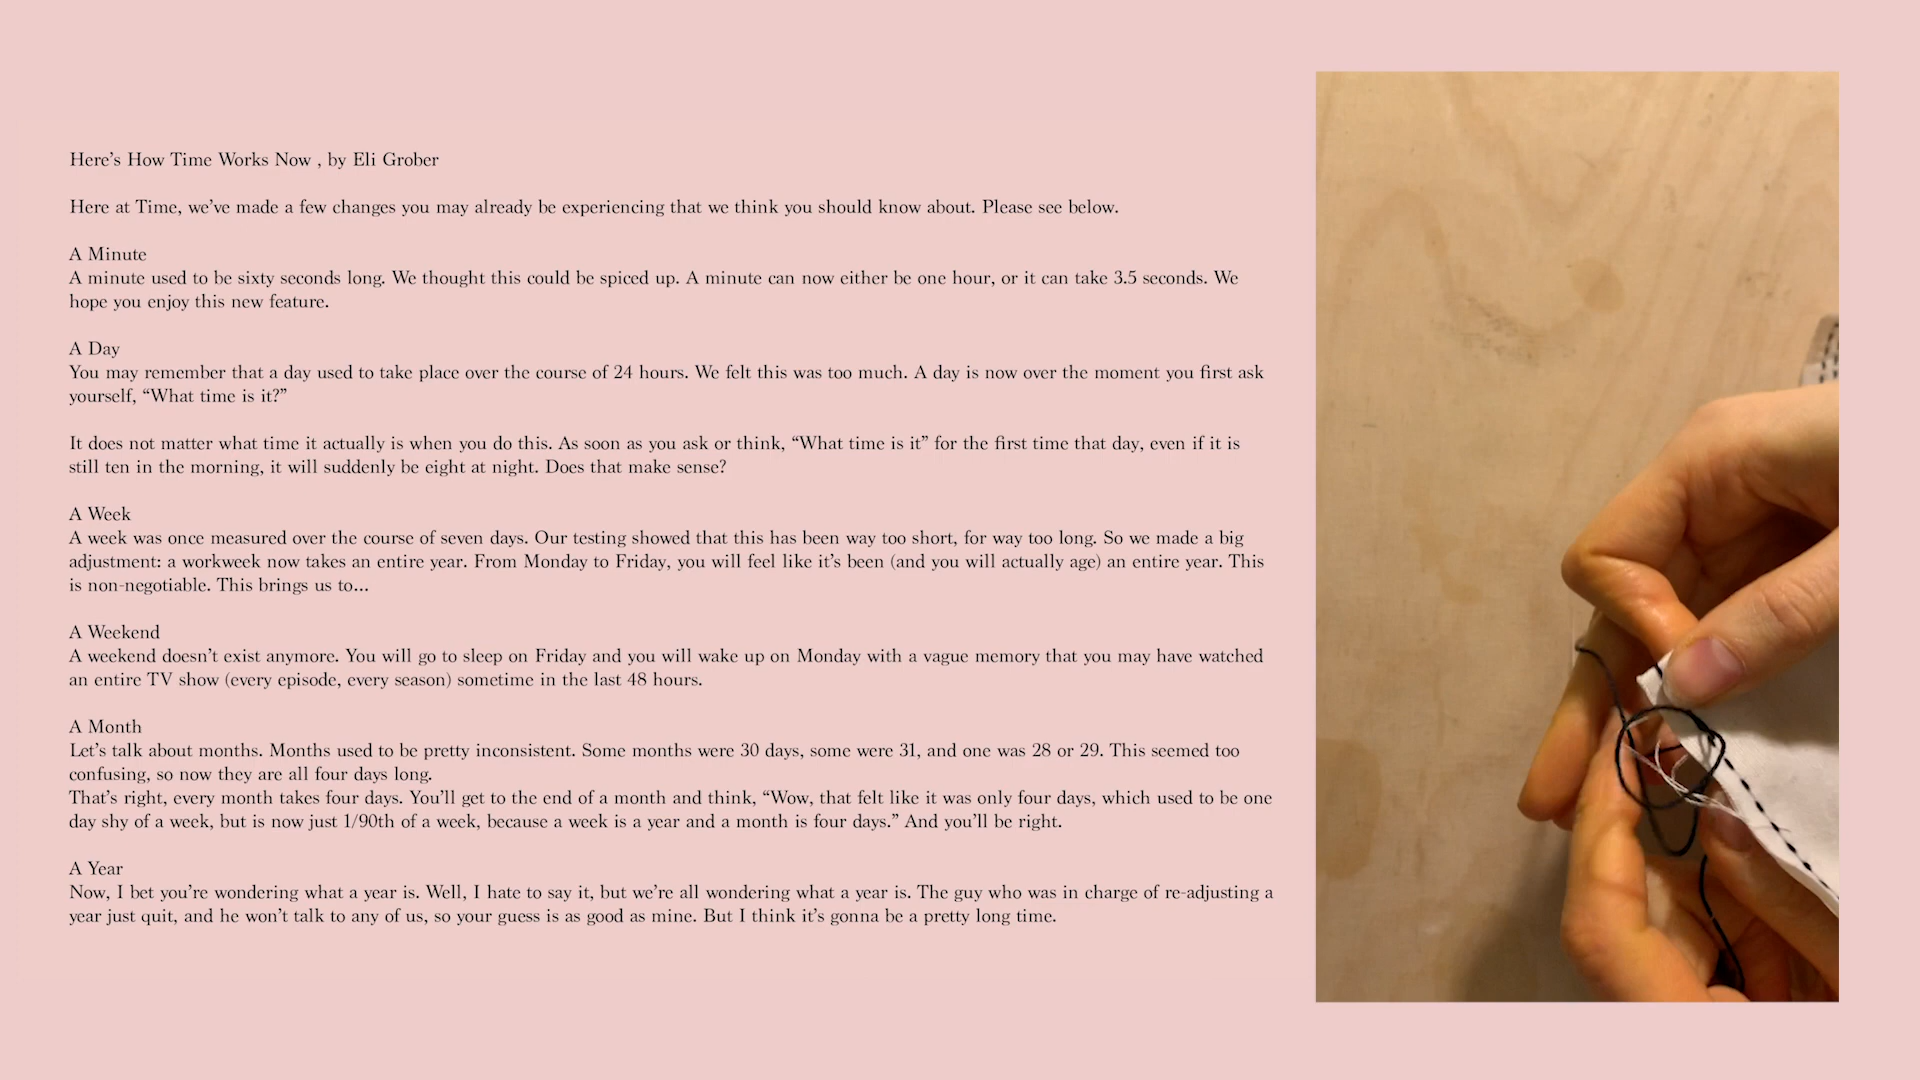 Here’s How Time Works Now , by Eli Grober
Here at Time, we’ve made a few changes you may already be experiencing that we think you should know about. Please see below.
A Minute
A minute used to be sixty seconds long. We thought this could be spiced up. A minute can now either be one hour, or it can take 3.5 seconds. We
hope you enjoy this new feature.
A Day
You may remember that a day used to take place over the course of 24 hours. We felt this was too much. A day is now over the moment you first ask
yourself, “What time is it?”
It does not matter what time it actually is when you do this. As soon as you ask or think, “What time is it” for the first time that day, even if it is
still ten in the morning, it will suddenly be eight at night. Does that make sense?
A Week
A week was once measured over the course of seven days. Our testing showed that this has been way too short, for way too long. So we made a big
adjustment: a workweek now takes an entire year. From Monday to Friday, you will feel like it’s been (and you will actually age) an entire year. This
is non-negotiable. This brings us to…
A Weekend
A weekend doesn’t exist anymore. You will go to sleep on Friday and you will wake up on Monday with a vague memory that you may have watched
an entire TV show (every episode, every season) sometime in the last 48 hours.
A Month
Let’s talk about months. Months used to be pretty inconsistent. Some months were 30 days, some were 31, and one was 28 or 29. This seemed too
confusing, so now they are all four days long.
That’s right, every month takes four days. You’ll get to the end of a month and think, “Wow, that felt like it was only four days, which used to be one
day shy of a week, but is now just 1/90th of a week, because a week is a year and a month is four days.” And you’ll be right.
A Year
Now, I bet you’re wondering what a year is. Well, I hate to say it, but we’re all wondering what a year is. The guy who was in charge of re-adjusting a
year just quit, and he won’t talk to any of us, so your guess is as good as mine. But I think it’s gonna be a pretty long time.